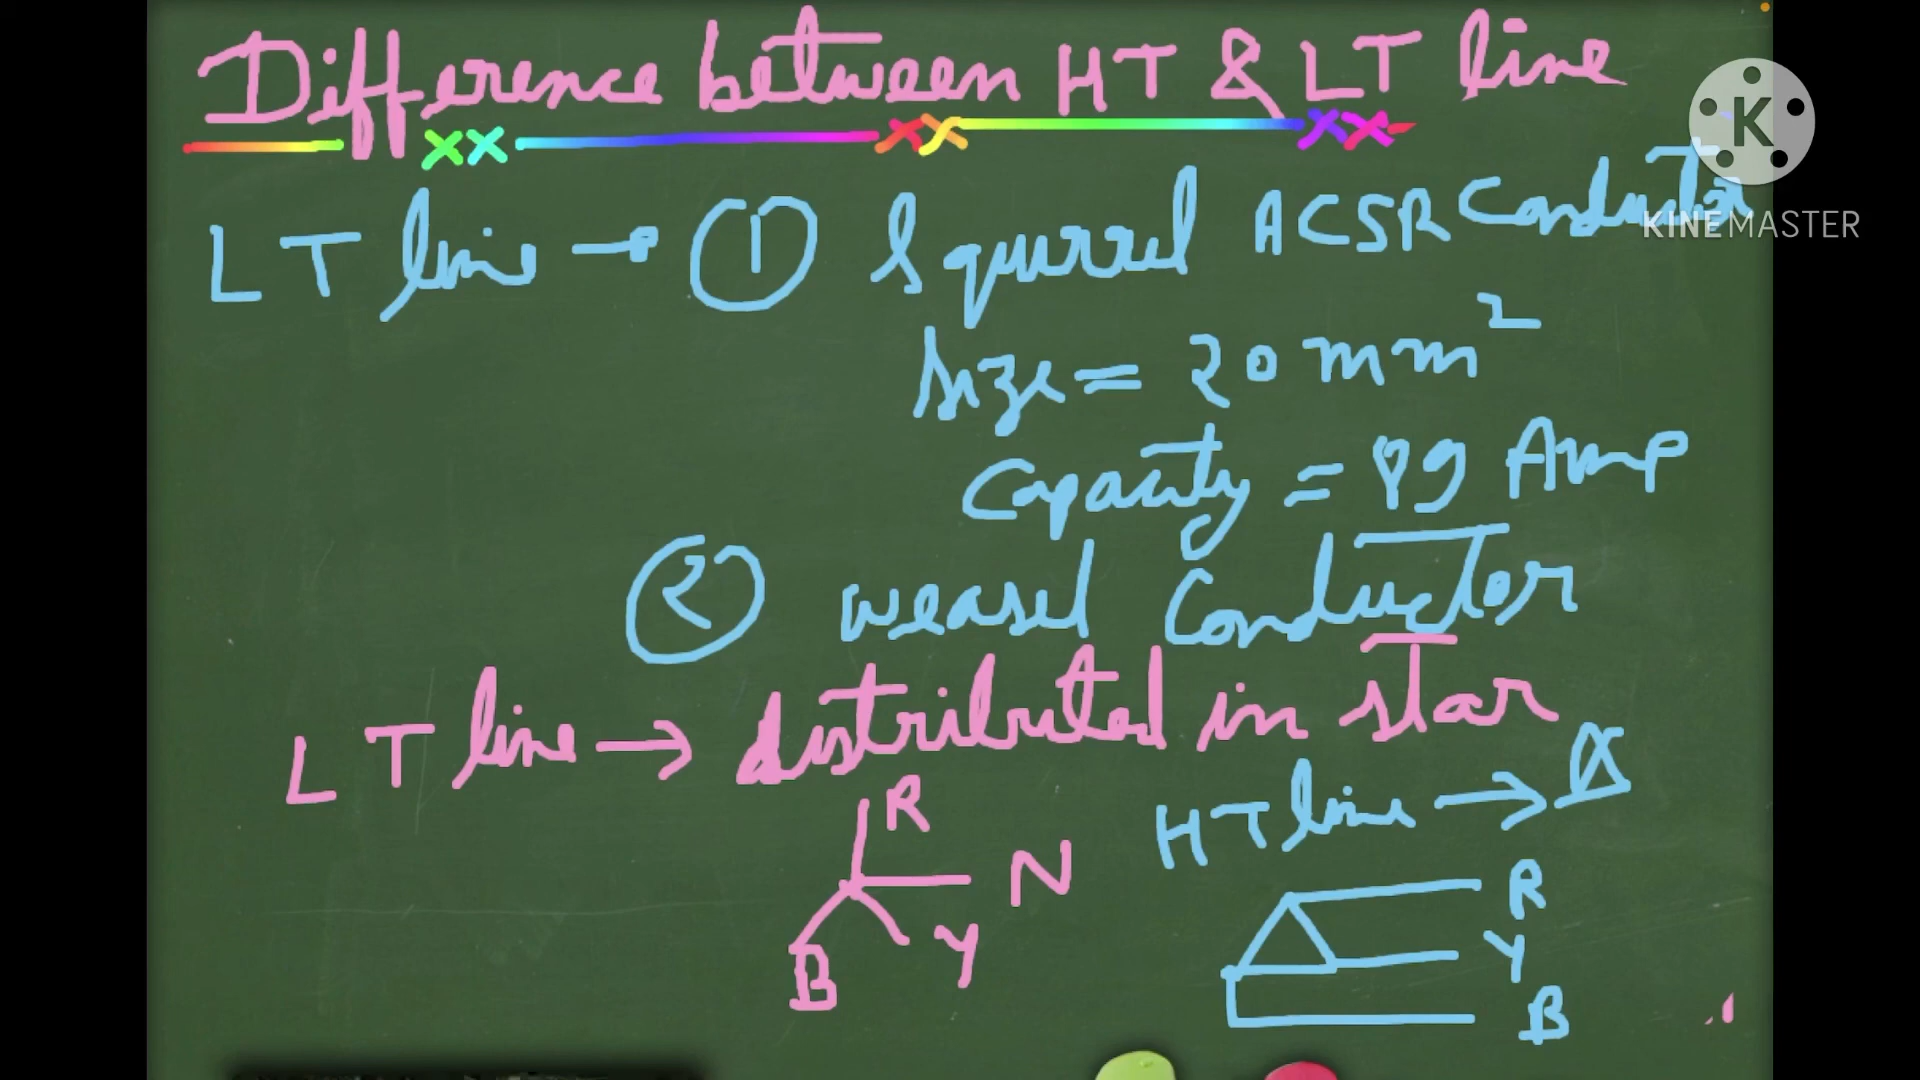 Difference between HT & LT line
LT line → ① Squirrel ACSR Conductor
Size = 20 mm²
Capacity = 89 Amp
② weasel Conductor
LT line → distributed in star
HT line → Δ
R
N
B
Y
R
Y
B
K
KINEMASTER